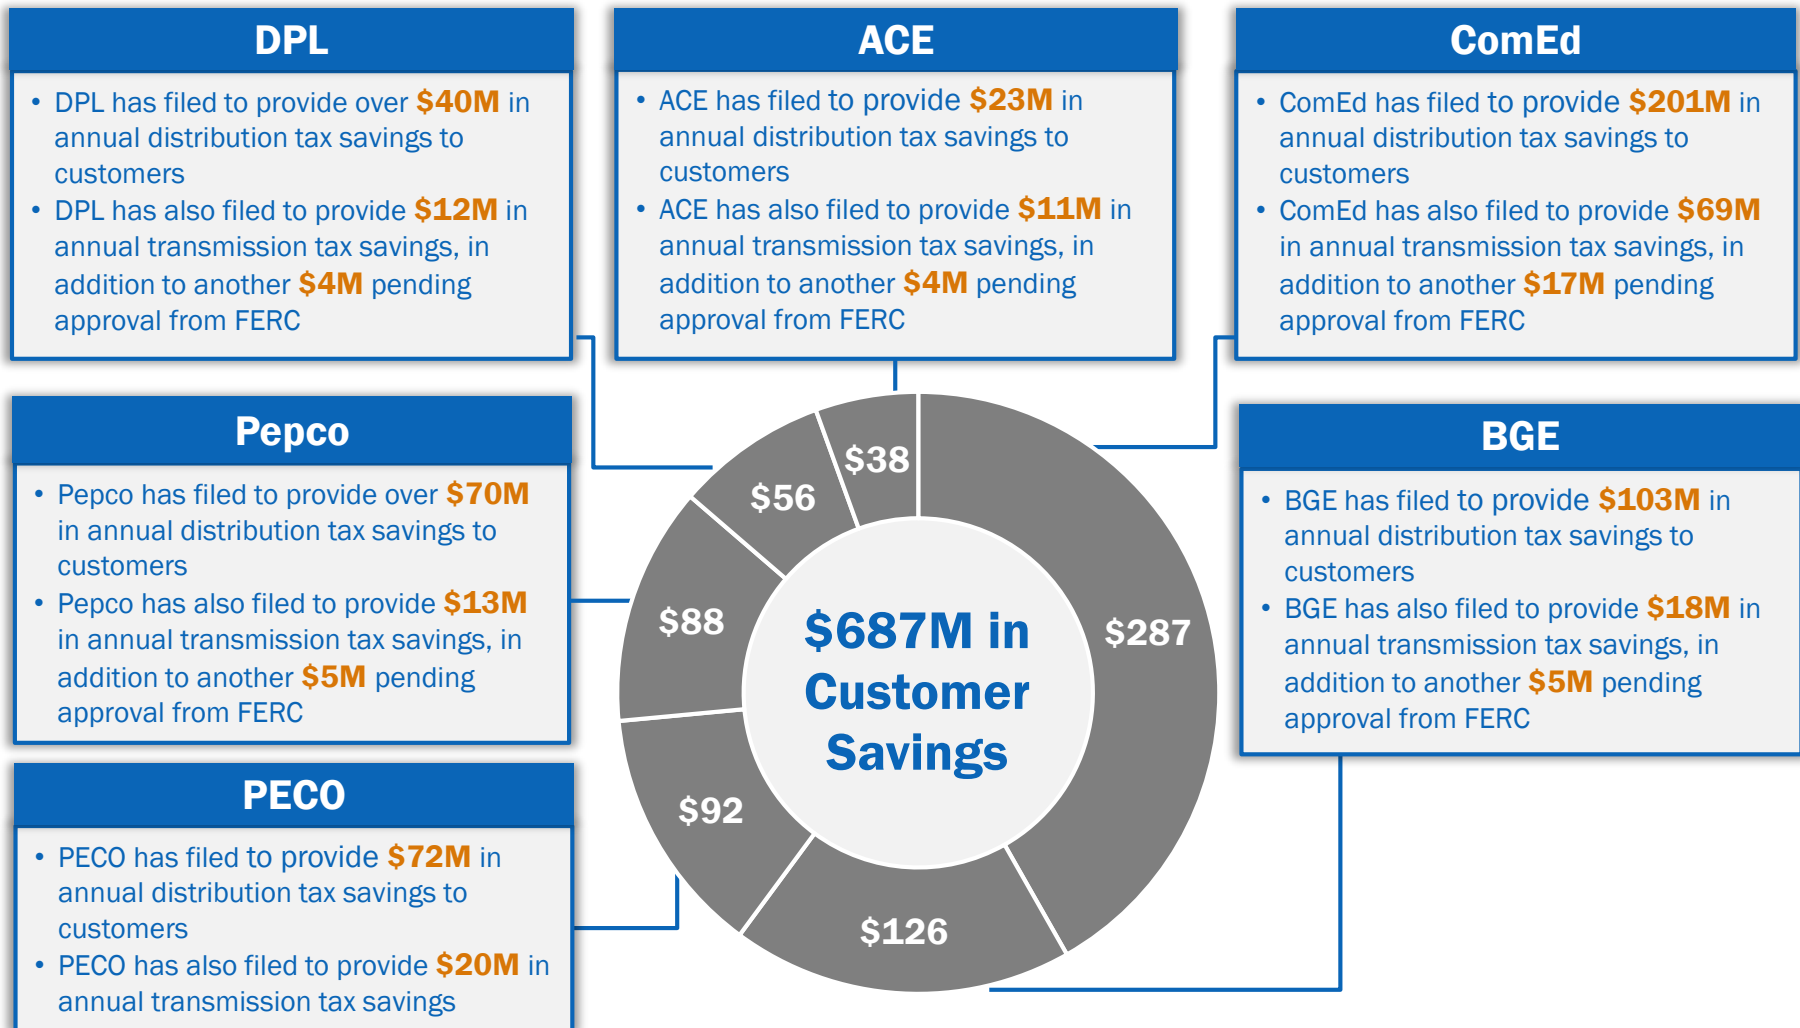 DPL
• DPL has filed to provide over $40M in
annual distribution tax savings to
customers
• DPL has also filed to provide $12M in
annual transmission tax savings, in
addition to another $4M pending
approval from FERC
ACE
• ACE has filed to provide $23M in
annual distribution tax savings to
customers
• ACE has also filed to provide $11M in
annual transmission tax savings, in
addition to another $4M pending
approval from FERC
ComEd
• ComEd has filed to provide $201M in
annual distribution tax savings to
customers
• ComEd has also filed to provide $69M
in annual transmission tax savings, in
addition to another $17M pending
approval from FERC
Pepco
• Pepco has filed to provide over $70M
in annual distribution tax savings to
customers
• Pepco has also filed to provide $13M
in annual transmission tax savings, in
addition to another $5M pending
approval from FERC
BGE
• BGE has filed to provide $103M in
annual distribution tax savings to
customers
• BGE has also filed to provide $18M in
annual transmission tax savings, in
addition to another $5M pending
approval from FERC
PECO
• PECO has filed to provide $72M in
annual distribution tax savings to
customers
• PECO has also filed to provide $20M in
annual transmission tax savings
$38
$56
$88
$287
$92
$126
$687M in
Customer
Savings